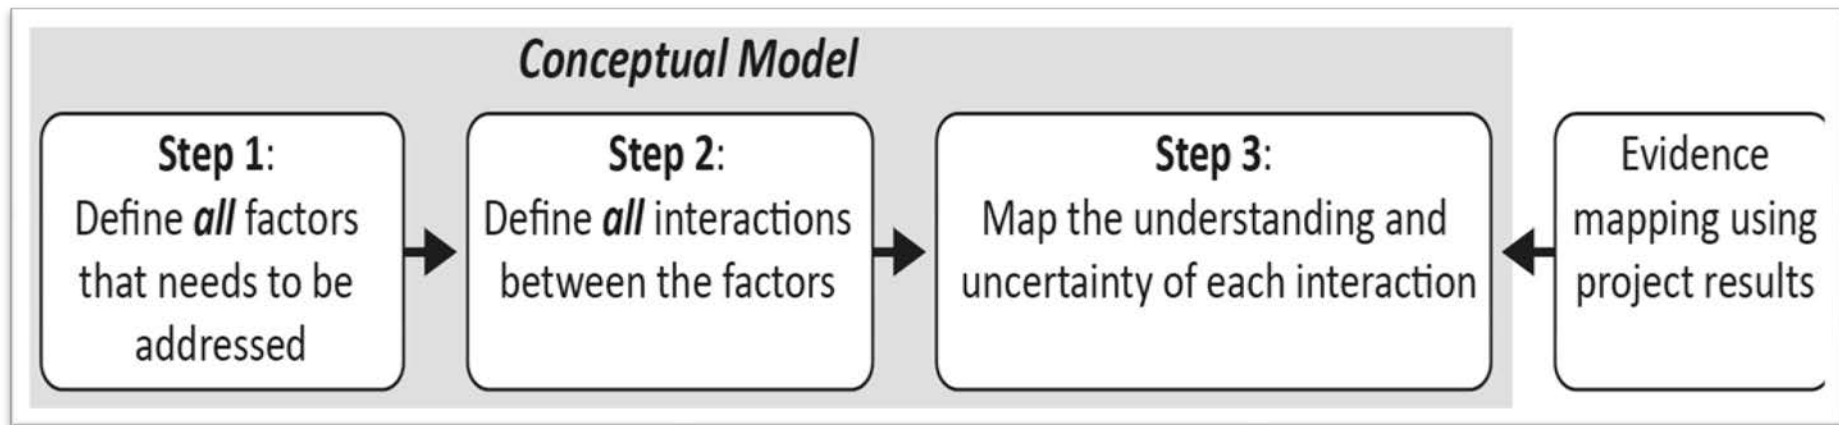 Conceptual Model
Step 1:
Define all factors
that needs to be
addressed
Step 2:
Define all interactions
between the factors
Step 3:
Map the understanding and
uncertainty of each interaction
Evidence
mapping using
project results